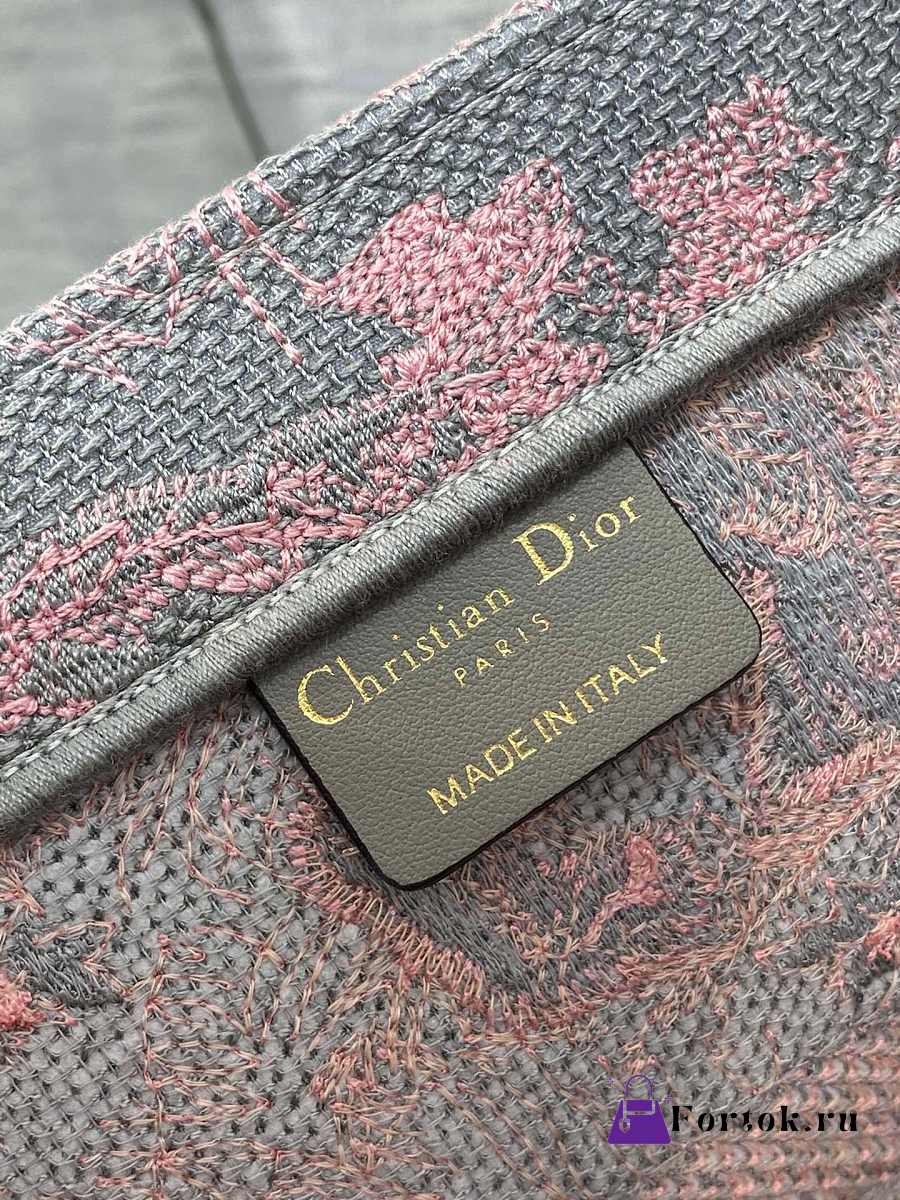 Christian Dior
PARIS
MADE IN ITALY
Fortok.ru